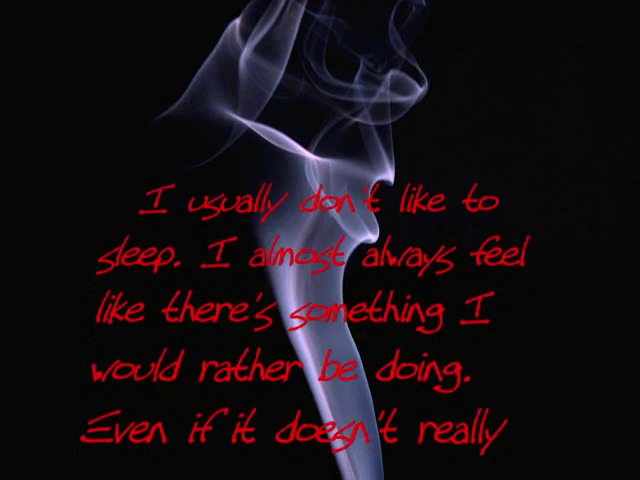 I usually don't like to
sleep. I almost always feel
like there's something I
would rather be doing.
Even if it doesn't really